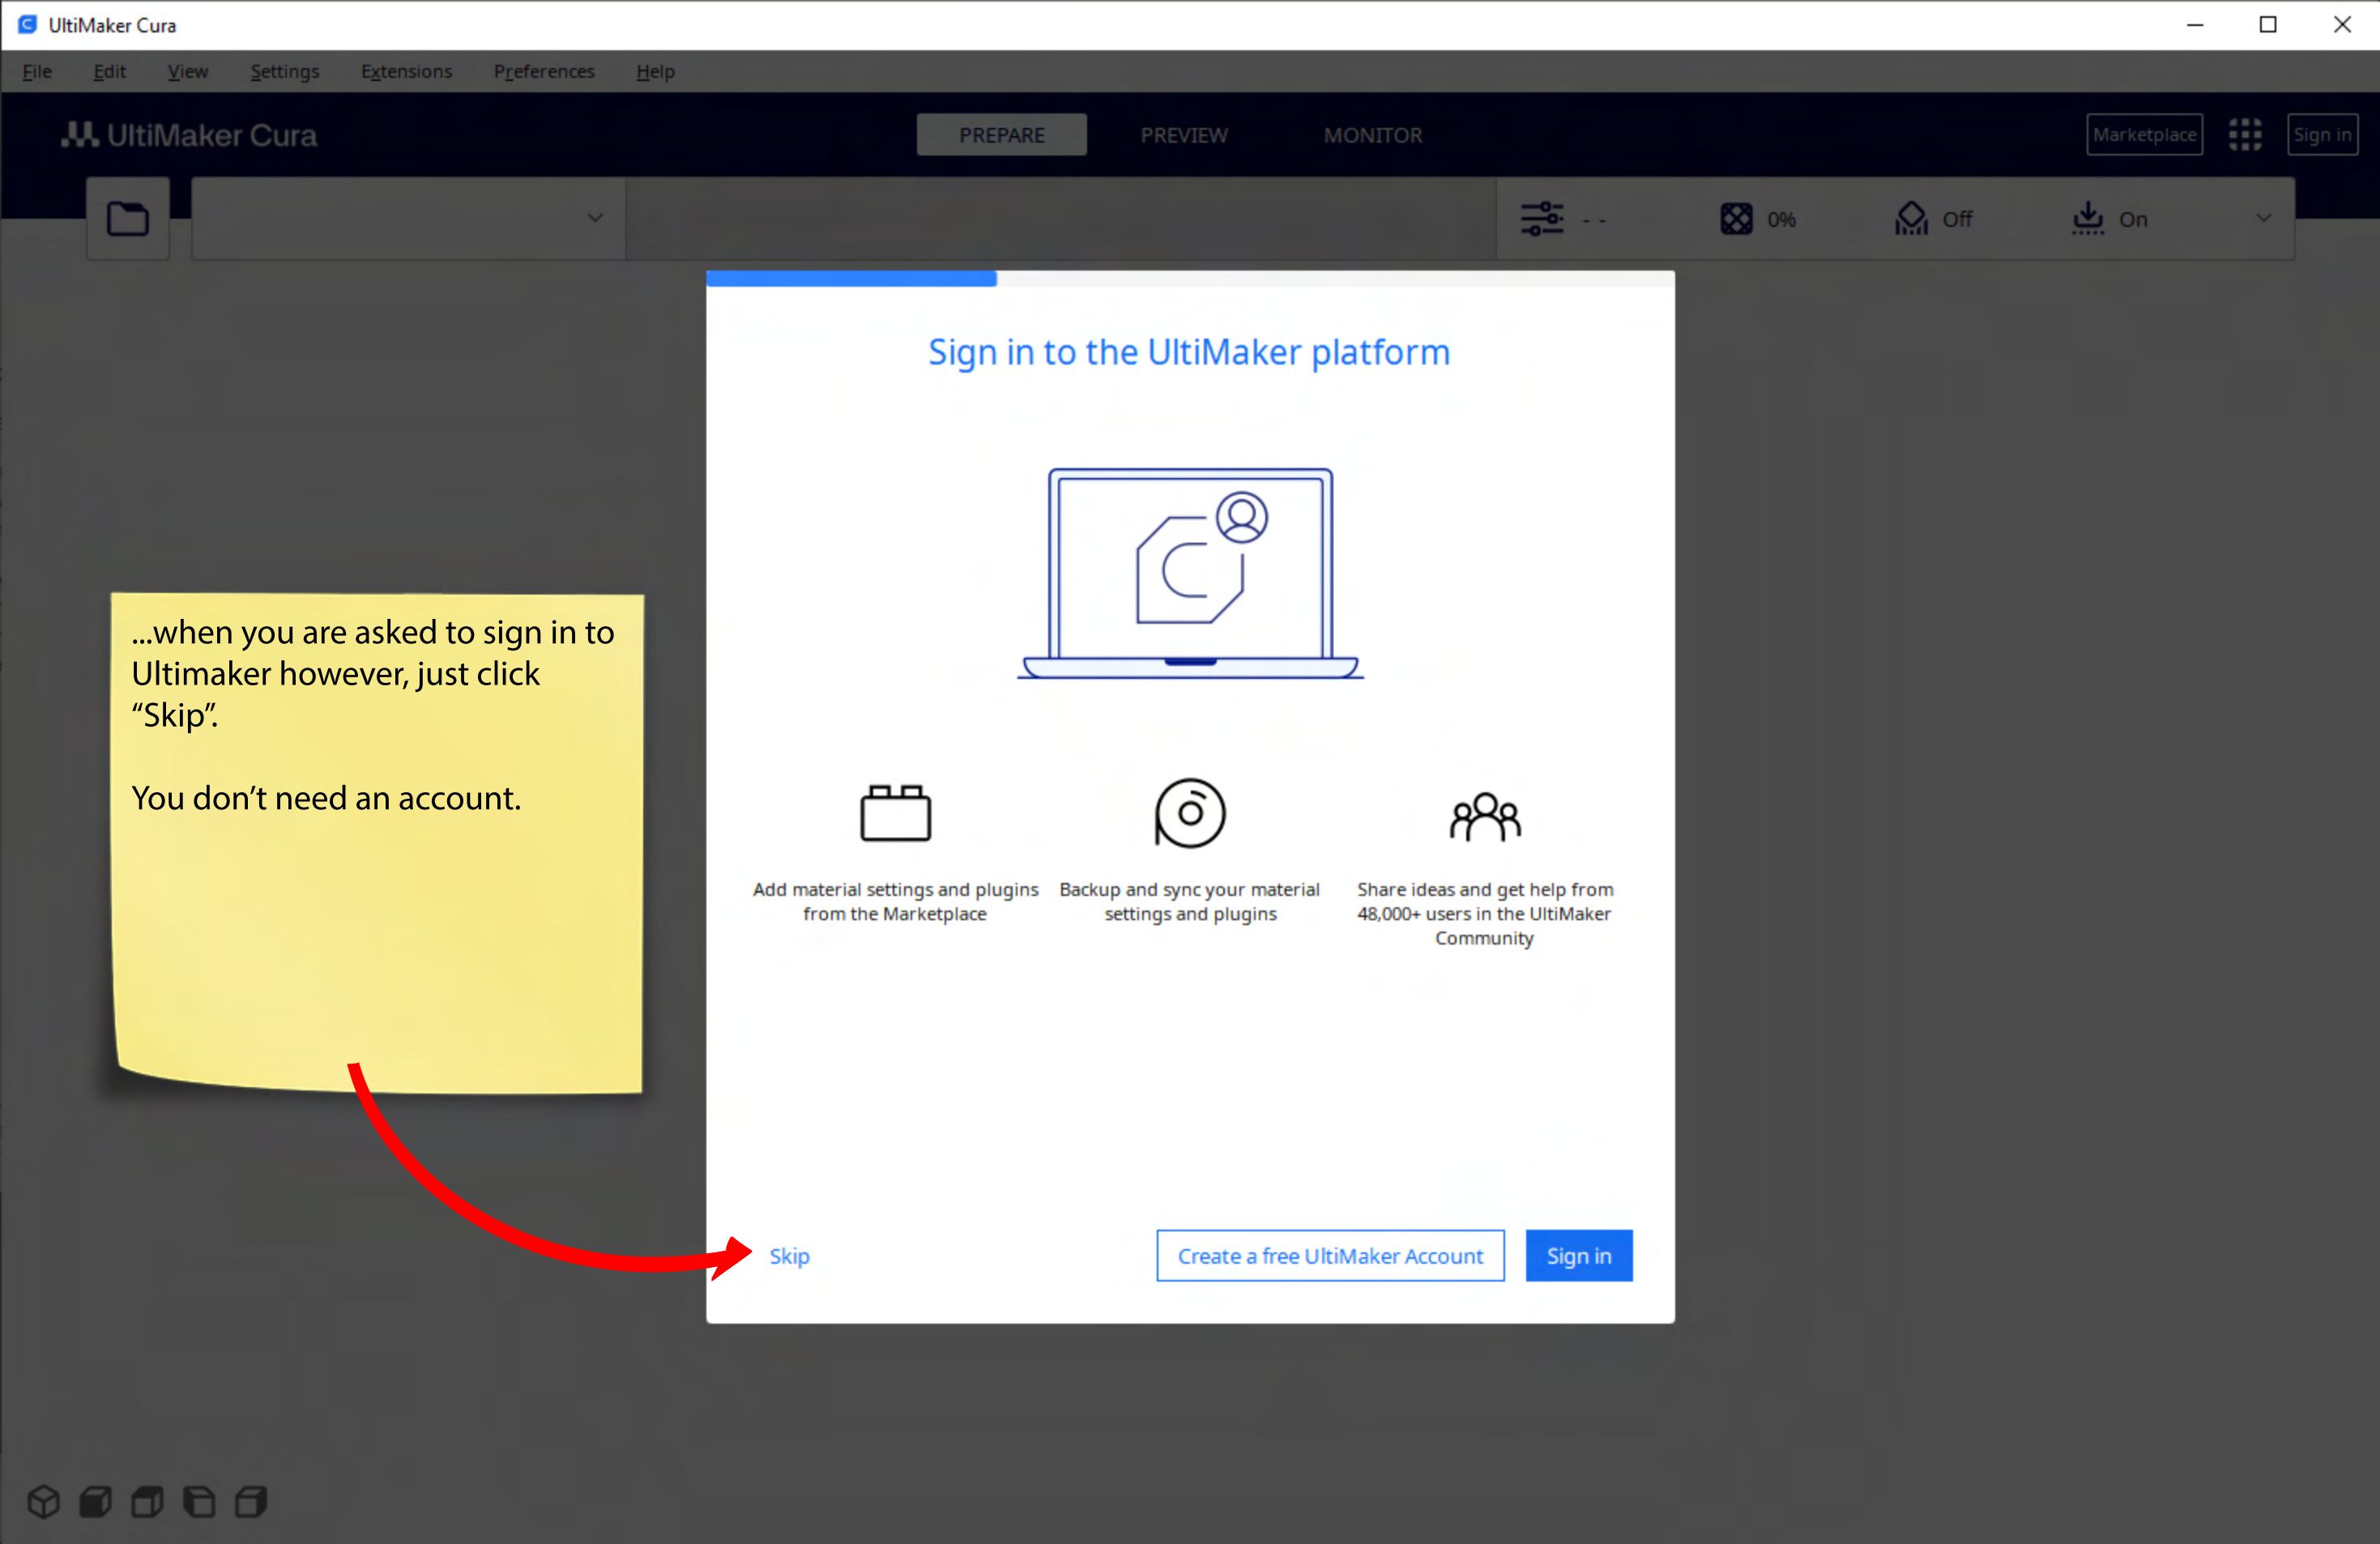 UltiMaker Cura
File Edit View Settings Extensions Preferences Help
UltiMaker Cura PREPARE PREVIEW MONITOR Marketplace Sign in
- - 0% Off On
Sign in to the UltiMaker platform
...when you are asked to sign in to
Ultimaker however, just click
“Skip”.
You don’t need an account.
Add material settings and plugins
from the Marketplace
Backup and sync your material
settings and plugins
Share ideas and get help from
48,000+ users in the UltiMaker
Community
Skip Create a free UltiMaker Account Sign in